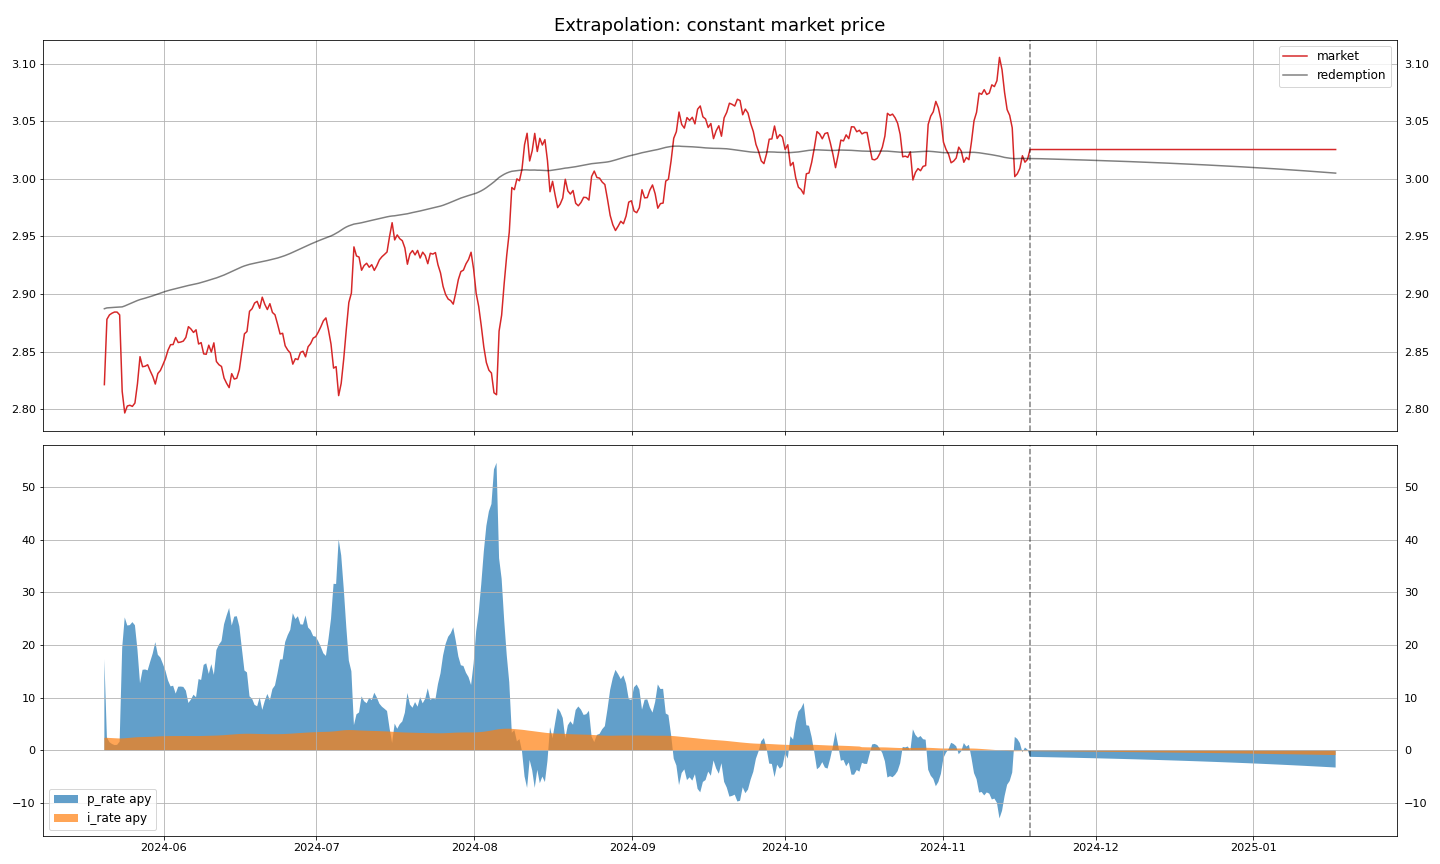 Extrapolation: constant market price
market
redemption
3.10 3.10
3.05 3.05
3.00 3.00
2.95 2.95
2.90 2.90
2.85 2.85
2.80 2.80
50 50
40 40
30 30
20 20
10 10
0 0
−10 −10
p_rate apy
i_rate apy
2024-06 2024-07 2024-08 2024-09 2024-10 2024-11 2024-12 2025-01